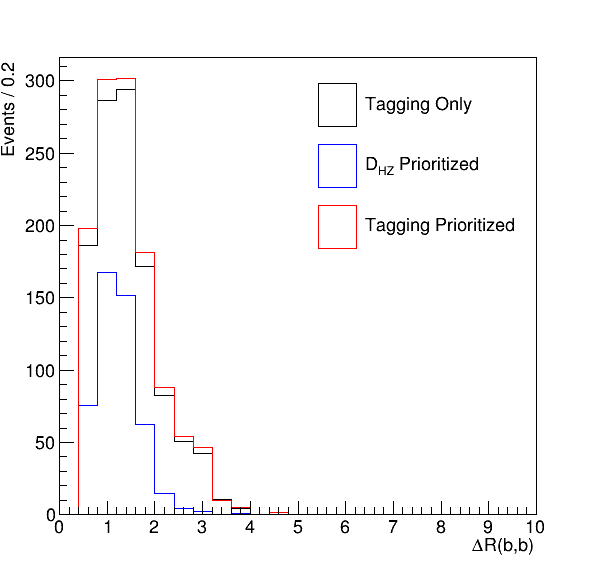 Events / 0.2
300
250
200
150
100
50
0
Tagging Only
D_HZ Prioritized
Tagging Prioritized
0 1 2 3 4 5 6 7 8 9 10
ΔR(b,b)